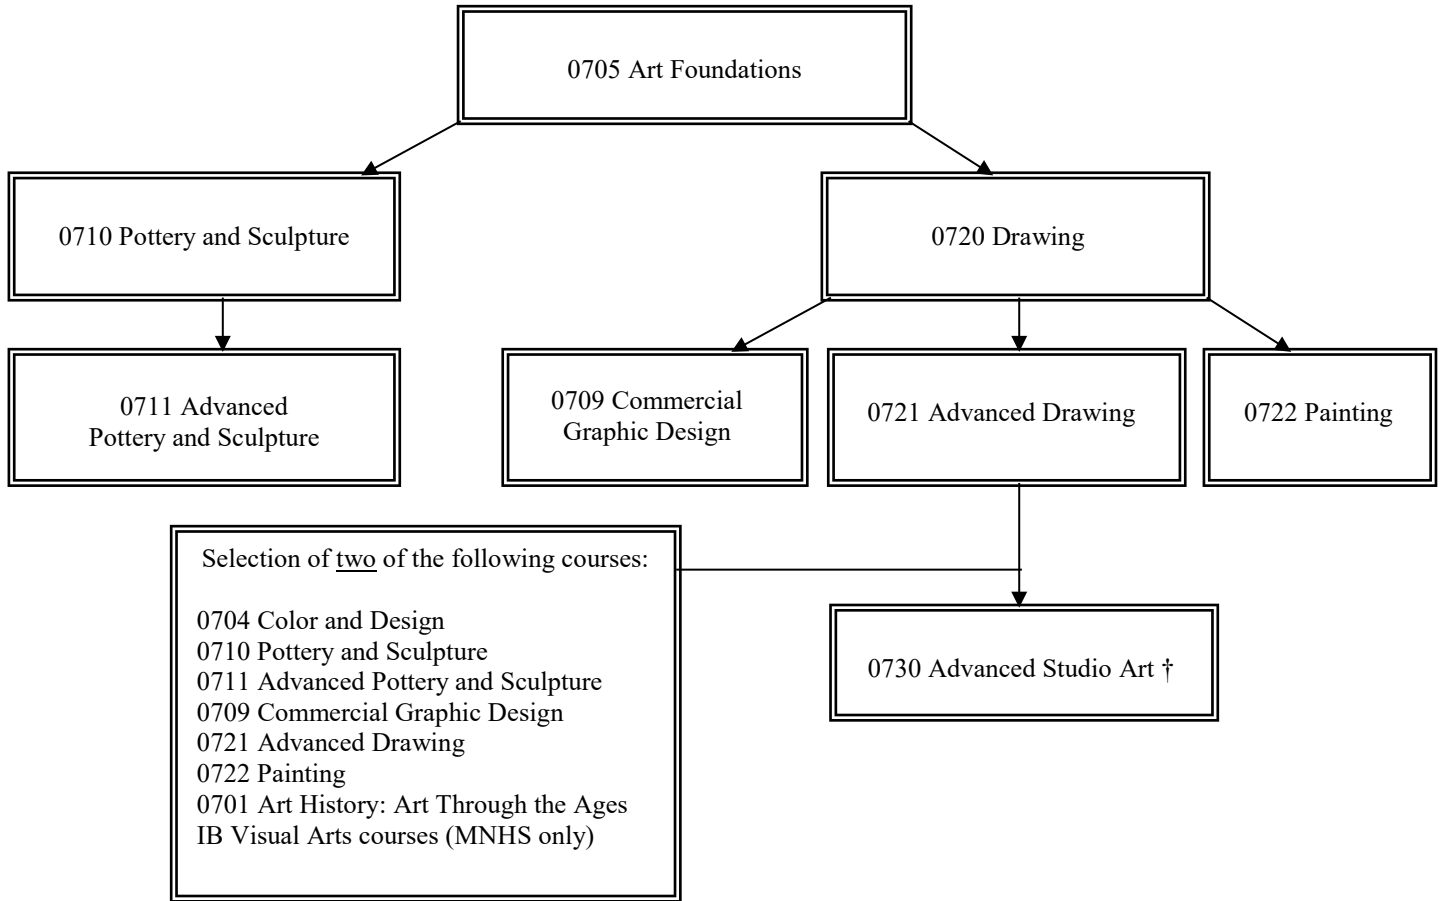 0705 Art Foundations
0710 Pottery and Sculpture
0720 Drawing
0711 Advanced
Pottery and Sculpture
0709 Commercial
Graphic Design
0721 Advanced Drawing
0722 Painting
Selection of two of the following courses:
0704 Color and Design
0710 Pottery and Sculpture
0711 Advanced Pottery and Sculpture
0709 Commercial Graphic Design
0721 Advanced Drawing
0722 Painting
0701 Art History: Art Through the Ages
IB Visual Arts courses (MNHS only)
0730 Advanced Studio Art †